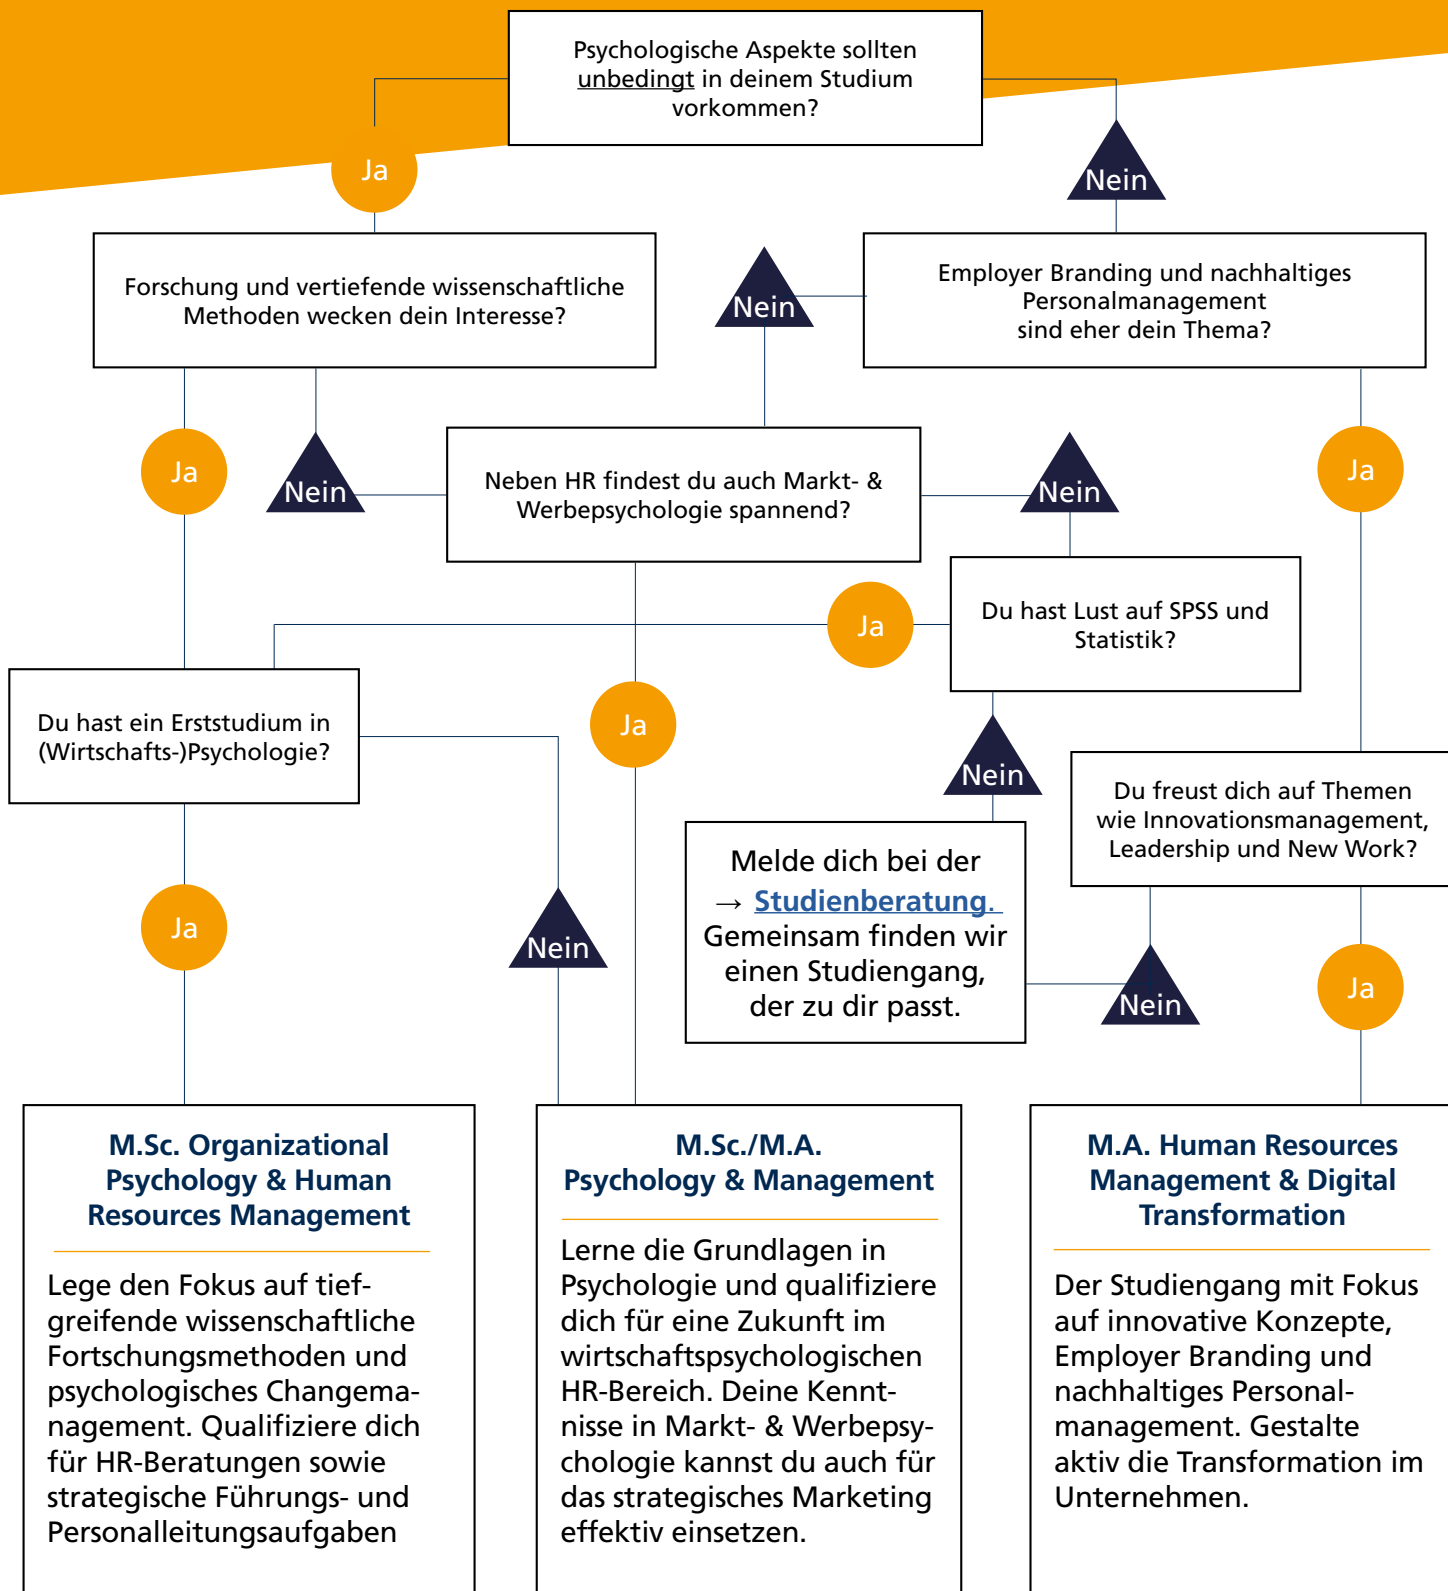 Psychologische Aspekte sollten
unbedingt in deinem Studium
vorkommen?
Ja
Nein
Forschung und vertiefende wissenschaftliche
Methoden wecken dein Interesse?
Nein
Employer Branding und nachhaltiges
Personalmanagement
sind eher dein Thema?
Ja
Nein
Neben HR findest du auch Markt- &
Werbepsychologie spannend?
Nein
Ja
Ja
Du hast Lust auf SPSS und
Statistik?
Du hast ein Erststudium in
(Wirtschafts-)Psychologie?
Ja
Nein
Du freust dich auf Themen
wie Innovationsmanagement,
Leadership und New Work?
Melde dich bei der
→ Studienberatung.
Gemeinsam finden wir
einen Studiengang,
der zu dir passt.
Ja
Nein
Nein
Ja
M.Sc. Organizational
Psychology & Human
Resources Management
Lege den Fokus auf tief-
greifende wissenschaftliche
Fortschungsmethoden und
psychologisches Changema-
nagement. Qualifiziere dich
für HR-Beratungen sowie
strategische Führungs- und
Personalleitungsaufgaben
M.Sc./M.A.
Psychology & Management
Lerne die Grundlagen in
Psychologie und qualifiziere
dich für eine Zukunft im
wirtschaftspsychologischen
HR-Bereich. Deine Kennt-
nisse in Markt- & Werbepsy-
chologie kannst du auch für
das strategisches Marketing
effektiv einsetzen.
M.A. Human Resources
Management & Digital
Transformation
Der Studiengang mit Fokus
auf innovative Konzepte,
Employer Branding und
nachhaltiges Personal-
management. Gestalte
aktiv die Transformation im
Unternehmen.